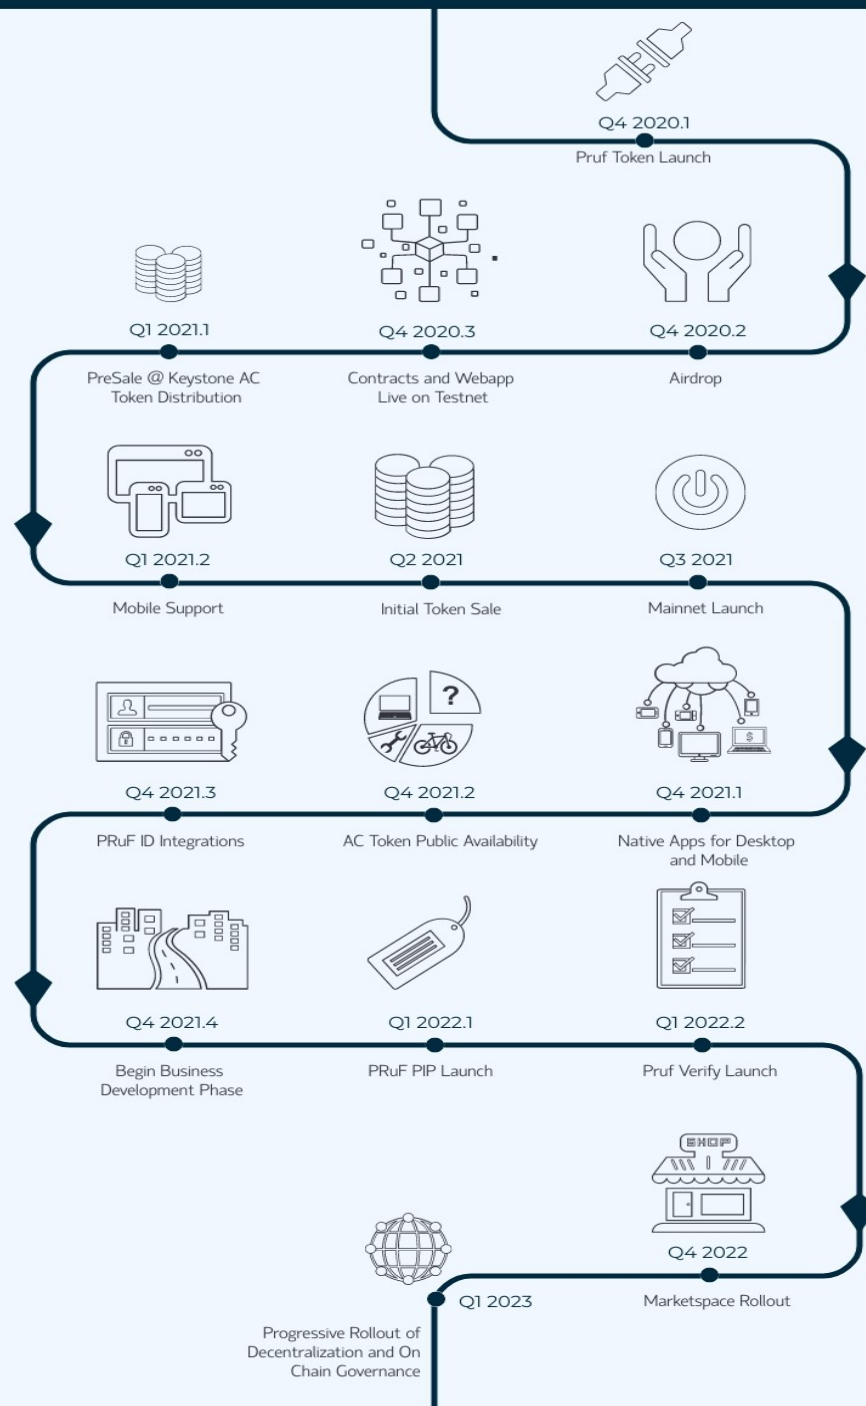 Q4 2020.1
Pruf Token Launch
Q4 2020.2
Airdrop
Q4 2020.3
Contracts and Webapp
Live on Testnet
Q1 2021.1
PreSale @ Keystone AC
Token Distribution
Q1 2021.2
Mobile Support
Q2 2021
Initial Token Sale
Q3 2021
Mainnet Launch
$
Q4 2021.1
Native Apps for Desktop
and Mobile
?
Q4 2021.2
AC Token Public Availability
Q4 2021.3
PRuF ID Integrations
Q4 2021.4
Begin Business
Development Phase
Q1 2022.1
PRuF PIP Launch
Q1 2022.2
Pruf Verify Launch
SHOP
Q4 2022
Marketspace Rollout
Q1 2023
Progressive Rollout of
Decentralization and On
Chain Governance